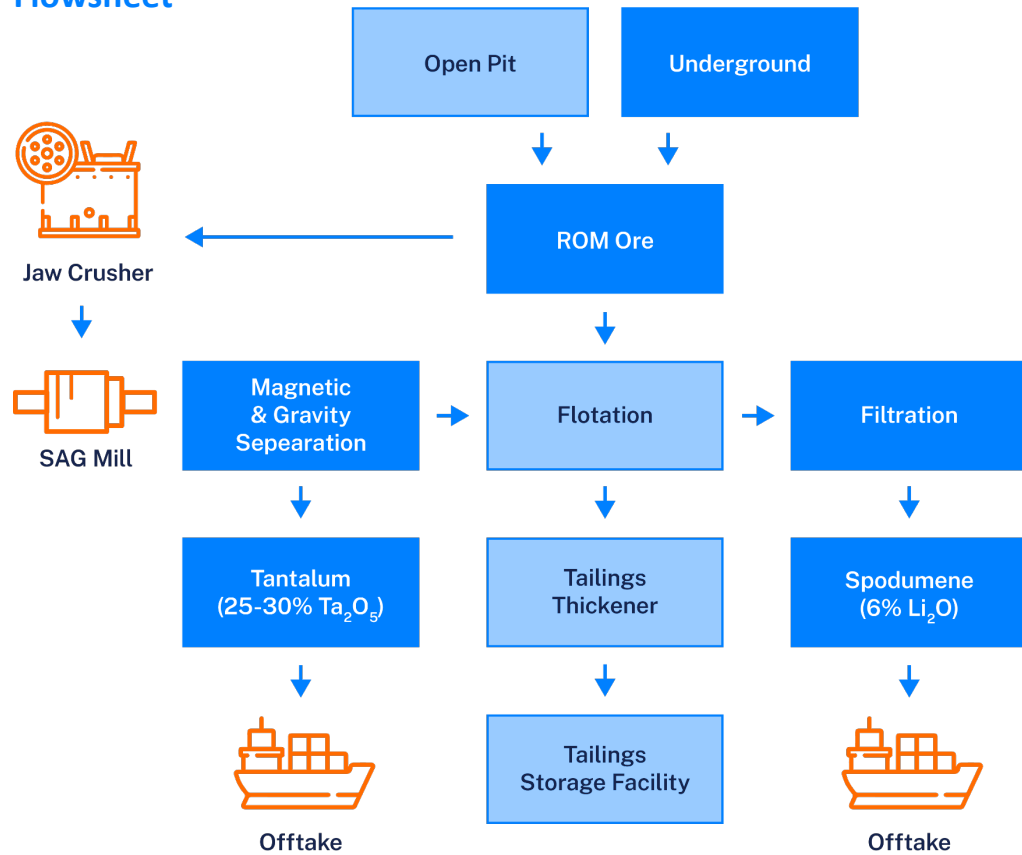 Flowsheet
Open Pit
Underground
ROM Ore
Jaw Crusher
SAG Mill
Magnetic
& Gravity
Sepearation
Flotation
Filtration
Tantalum
(25-30% Ta₂O₅)
Tailings
Thickener
Spodumene
(6% Li₂O)
Tailings
Storage Facility
Offtake
Offtake